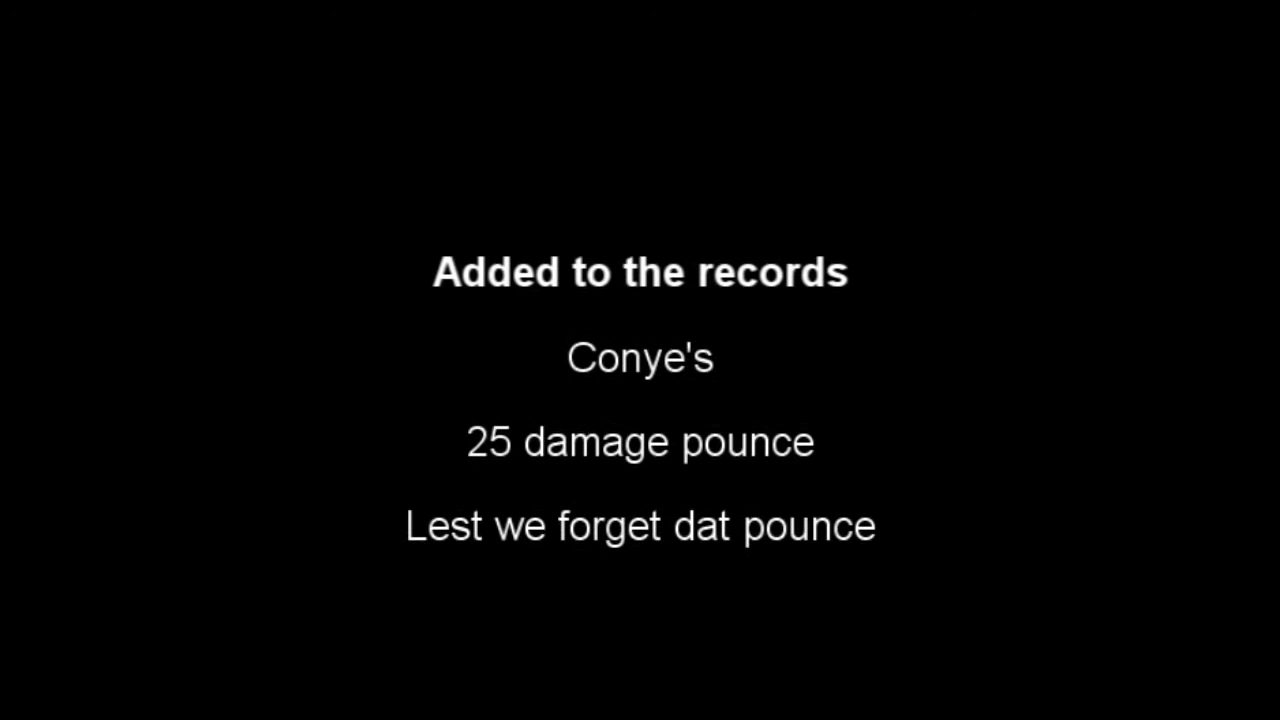 Added to the records
Conye's
25 damage pounce
Lest we forget dat pounce